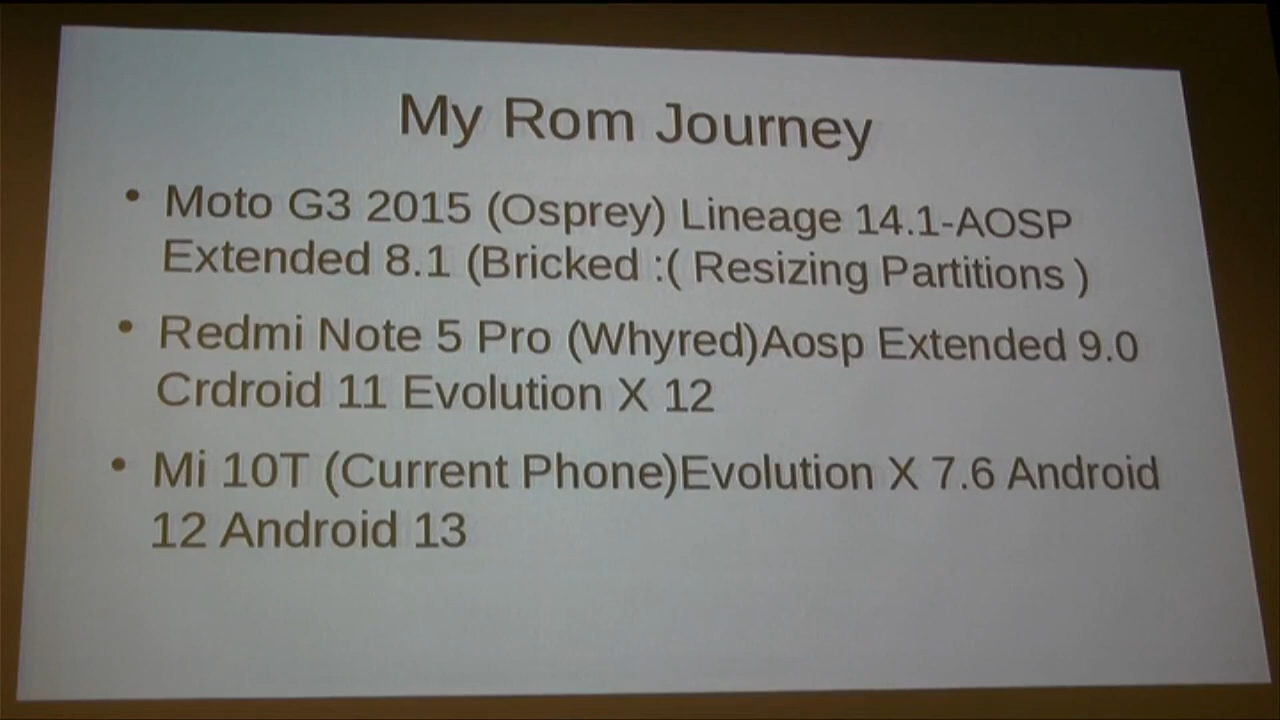 My Rom Journey
• Moto G3 2015 (Osprey) Lineage 14.1-AOSP
Extended 8.1 (Bricked :( Resizing Partitions )
• Redmi Note 5 Pro (Whyred)Aosp Extended 9.0
Crdroid 11 Evolution X 12
• Mi 10T (Current Phone)Evolution X 7.6 Android
12 Android 13